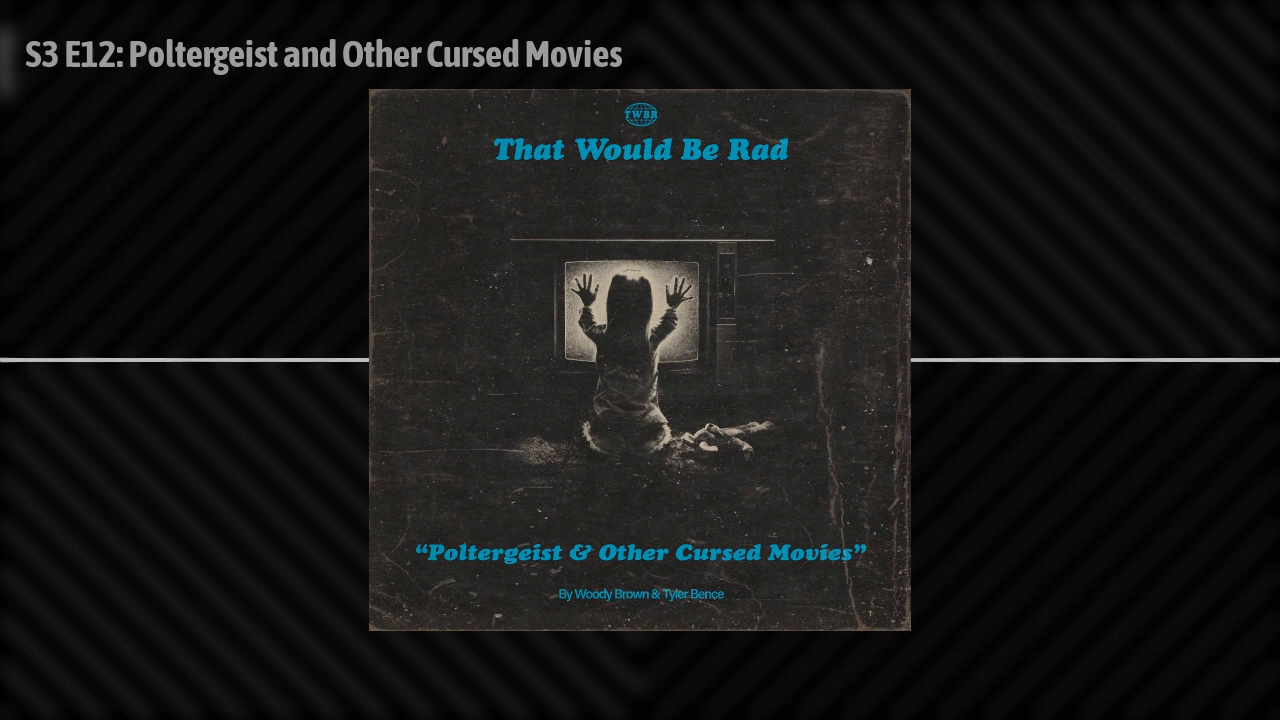 S3 E12: Poltergeist and Other Cursed Movies
TWBR
That Would Be Rad
“Poltergeist & Other Cursed Movies”
By Woody Brown & Tyler Bence